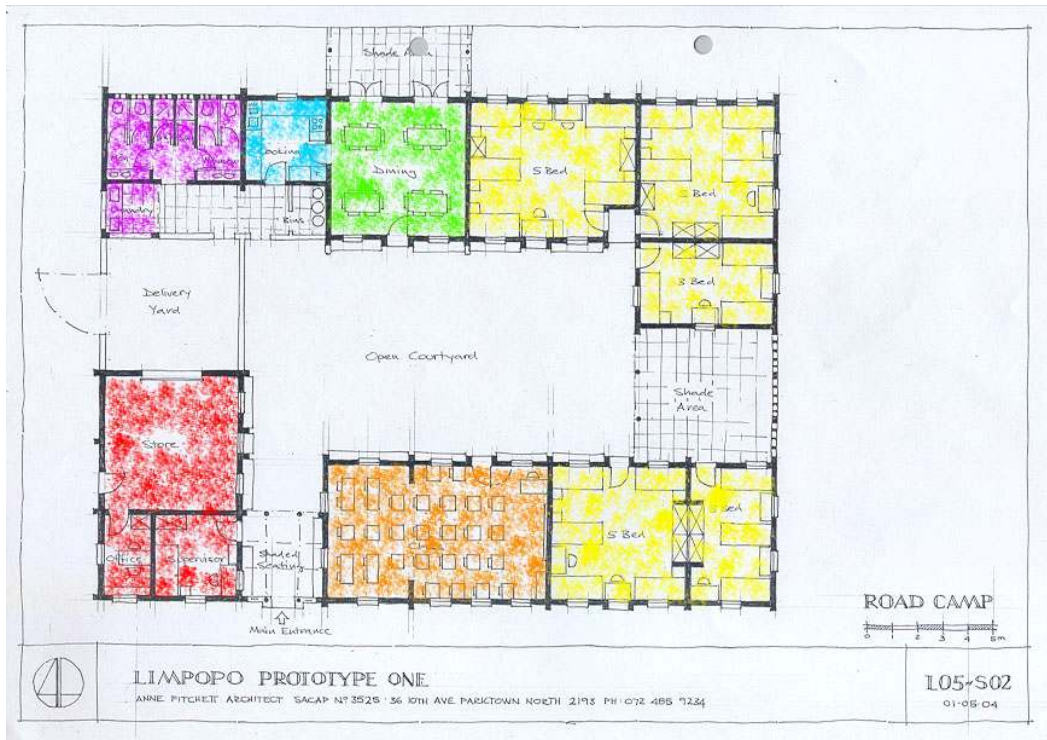 Shade
Cooking
Dining
5 Bed
Bed
Laundry
Bins
3 Bed
Delivery
Yard
Open Courtyard
Shade
Area
Store
5 Bed
Bed
Office
Supervisor
Shaded
Seating
Main Entrance
ROAD CAMP
0 1 2 3 4 5m
LIMPOPO PROTOTYPE ONE
ANNE FITCHETT ARCHITECT SACAP Nº 3525 · 36 10TH AVE PARKTOWN NORTH 2193 PH: 072 485 9234
L05-S02
01-05-04